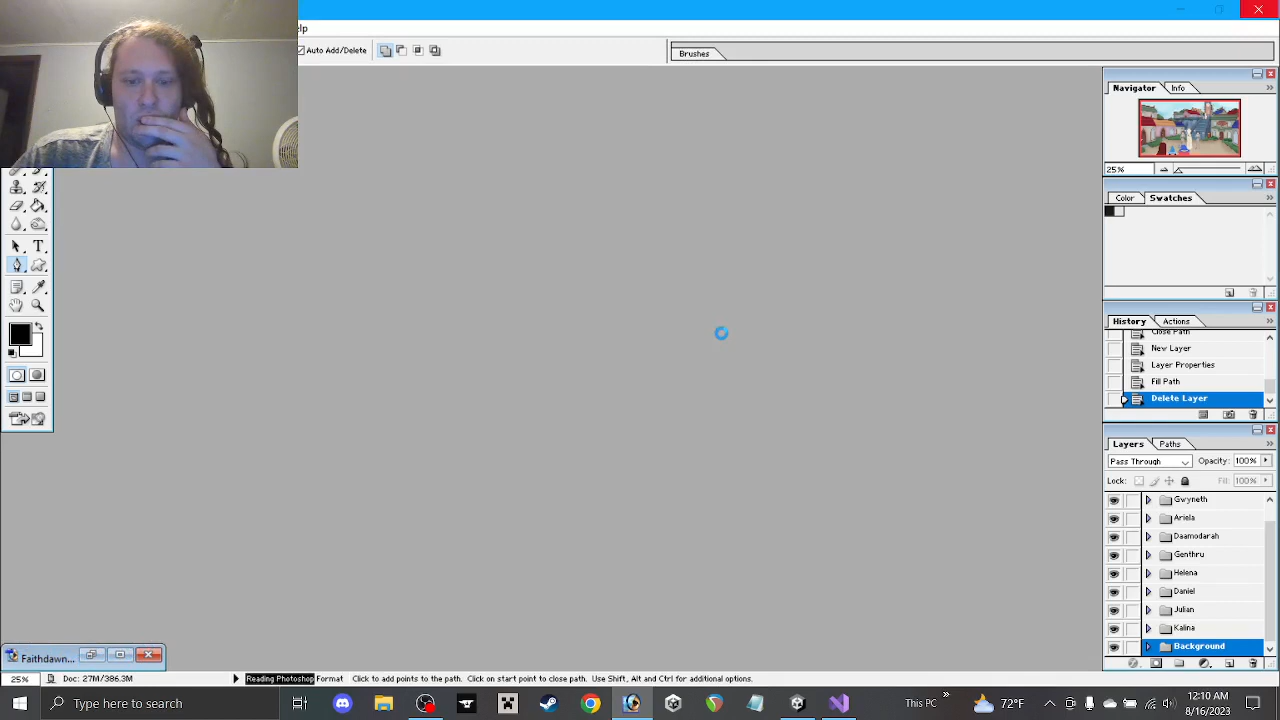 elp
Auto Add/Delete
Brushes
Navigator Info
25%
Color Swatches
History Actions
Close Path
New Layer
Layer Properties
Fill Path
Delete Layer
Layers Paths
Pass Through Opacity: 100%
Lock: Fill: 100%
Gwyneth
Ariela
Daamodarah
Genthru
Helena
Daniel
Julian
Kalina
Background
Faithdawn...
25% Doc: 27M/386.3M Reading Photoshop Format Click to add points to the path. Click on start point to close path. Use Shift, Alt and Ctrl for additional options.
Type here to search
This PC
72°F
12:10 AM
8/16/2023